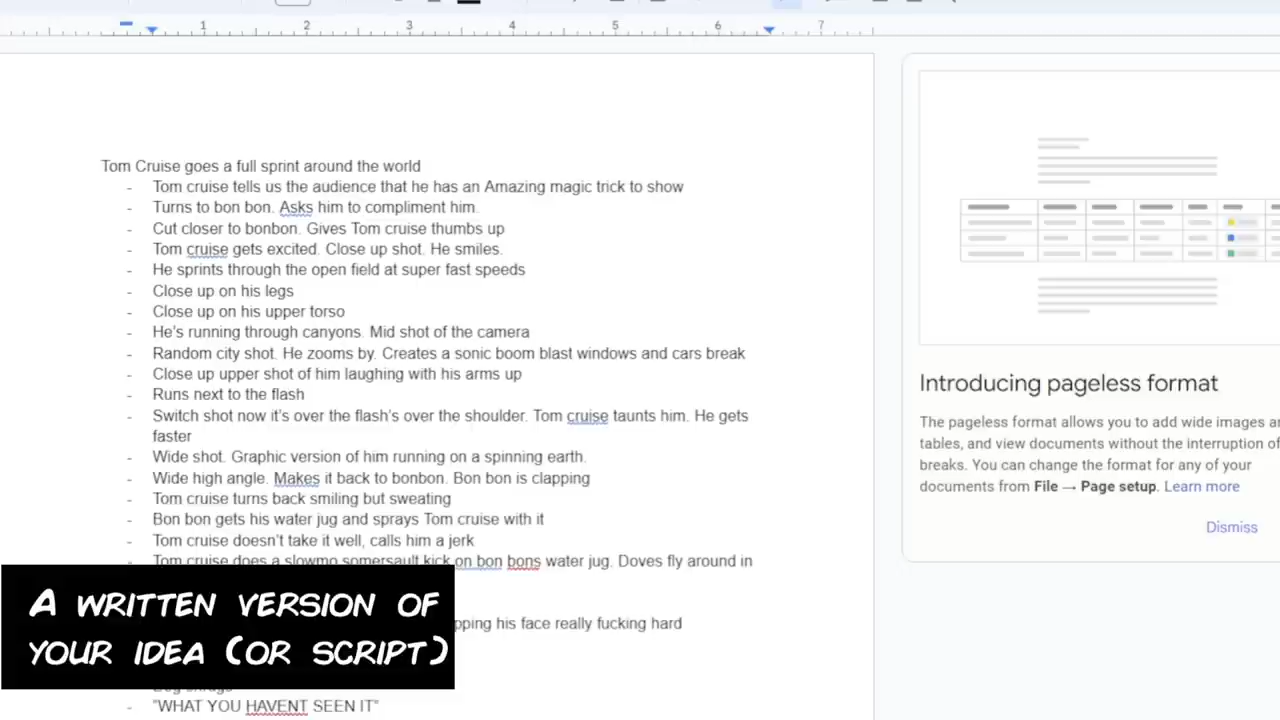 1 2 3 4 5 6 7
Tom Cruise goes a full sprint around the world
- Tom cruise tells us the audience that he has an Amazing magic trick to show
- Turns to bon bon. Asks him to compliment him.
- Cut closer to bonbon. Gives Tom cruise thumbs up
- Tom cruise gets excited. Close up shot. He smiles.
- He sprints through the open field at super fast speeds
- Close up on his legs
- Close up on his upper torso
- He's running through canyons. Mid shot of the camera
- Random city shot. He zooms by. Creates a sonic boom blast windows and cars break
- Close up upper shot of him laughing with his arms up
- Runs next to the flash
- Switch shot now it's over the flash's over the shoulder. Tom cruise taunts him. He gets
faster
- Wide shot. Graphic version of him running on a spinning earth.
- Wide high angle. Makes it back to bonbon. Bon bon is clapping
- Tom cruise turns back smiling but sweating
- Bon bon gets his water jug and sprays Tom cruise with it
- Tom cruise doesn't take it well, calls him a jerk
- Tom cruise does a slowmo somersault kick on bon bons water jug. Doves fly around in
pping his face really fucking hard
- "WHAT YOU HAVENT SEEN IT"
A WRITTEN VERSION OF
YOUR IDEA (OR SCRIPT)
Introducing pageless format
The pageless format allows you to add wide images
tables, and view documents without the interruption of
breaks. You can change the format for any of your
documents from File → Page setup. Learn more
Dismiss